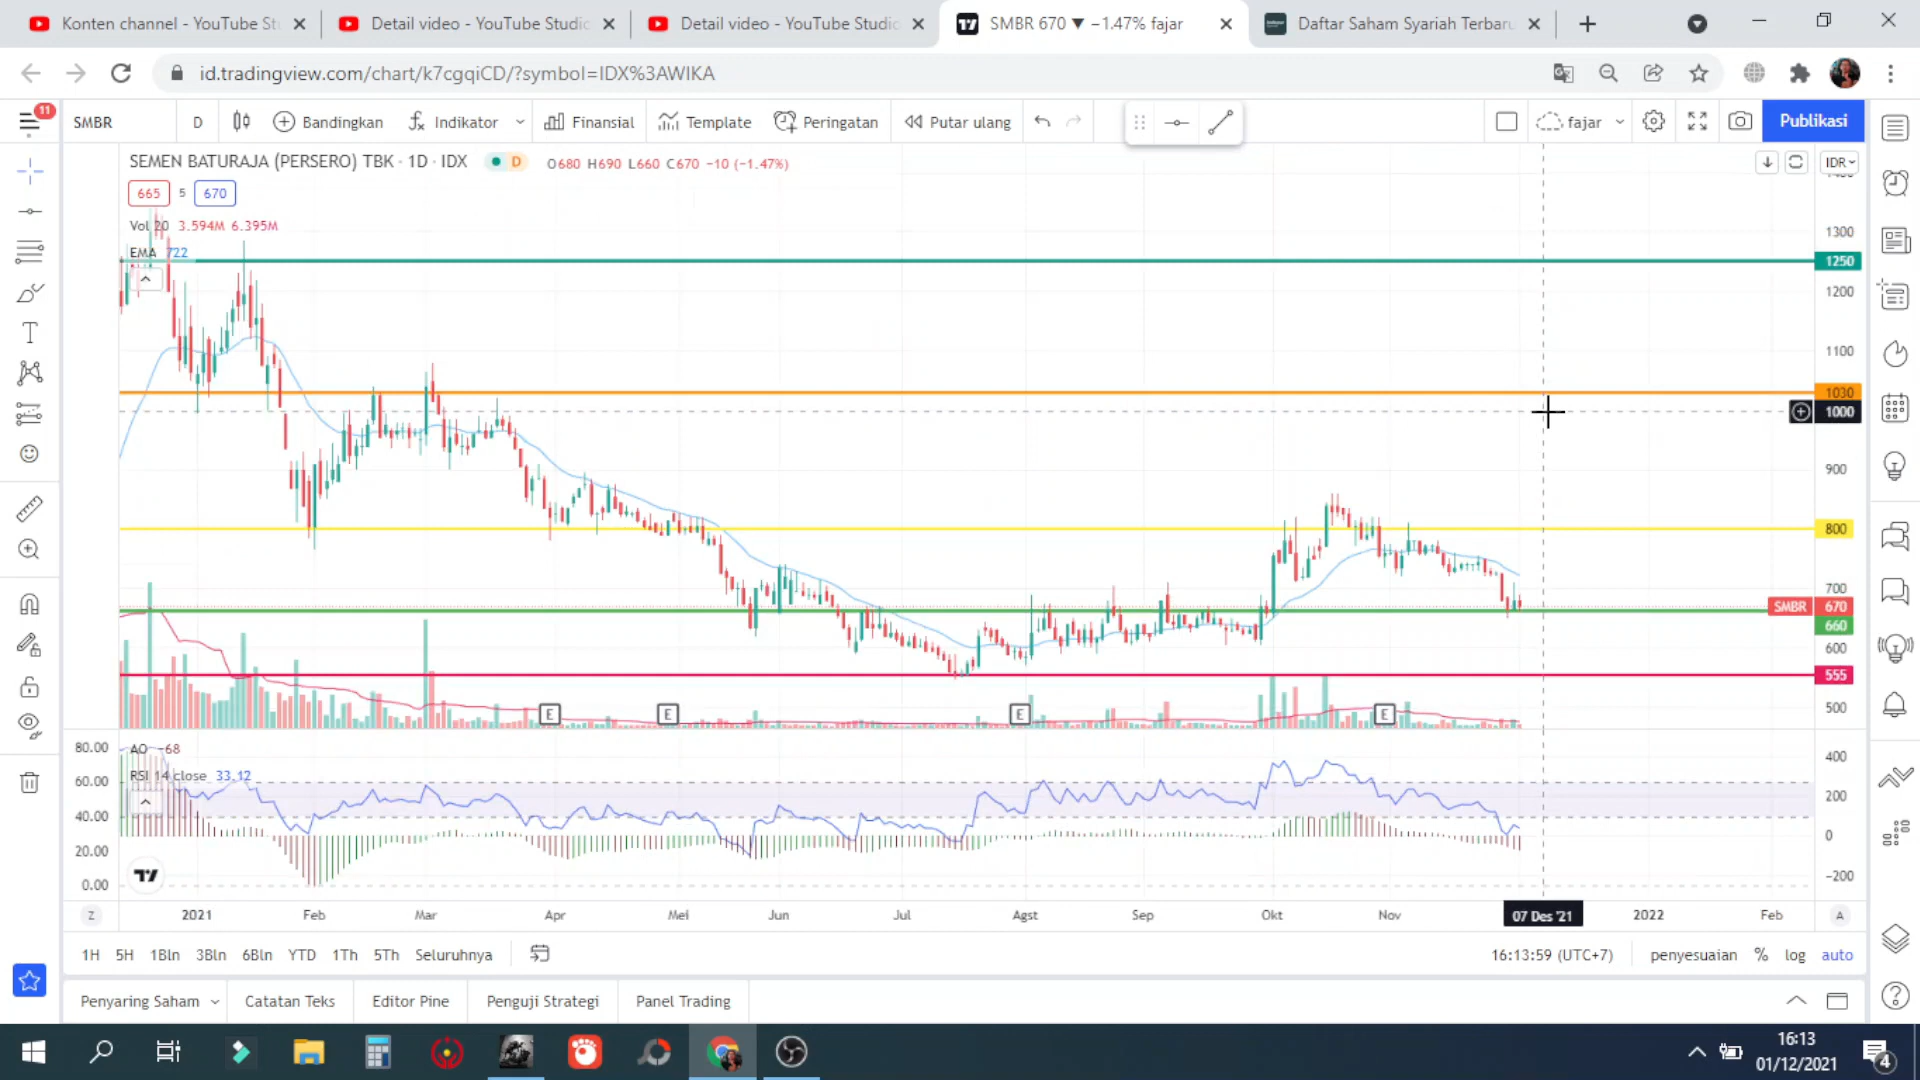 Konten channel - YouTube St
Detail video - YouTube Studio
Detail video - YouTube Studio
SMBR 670 ▼ −1.47% fajar
Daftar Saham Syariah Terbaru
id.tradingview.com/chart/k7cgqiCD/?symbol=IDX%3AWIKA
11
SMBR
D
Bandingkan
Indikator
Finansial
Template
Peringatan
Putar ulang
fajar
Publikasi
SEMEN BATURAJA (PERSERO) TBK · 1D · IDX
D
O680 H690 L660 C670 −10 (−1.47%)
IDR
665
5
670
Vol 20 3.594M 6.395M
EMA 722
1300
1250
1200
1100
1030
1000
900
800
700
SMBR 670
660
600
555
500
E
E
E
E
AO −68
RSI 14 close 33.12
80.00
60.00
40.00
20.00
0.00
400
200
0
−200
Z
2021
Feb
Mar
Apr
Mei
Jun
Jul
Agst
Sep
Okt
Nov
07 Des '21
2022
Feb
A
1H
5H
1Bln
3Bln
6Bln
YTD
1Th
5Th
Seluruhnya
16:13:59 (UTC+7)
penyesuaian
%
log
auto
Penyaring Saham
Catatan Teks
Editor Pine
Penguji Strategi
Panel Trading
16:13
01/12/2021
4